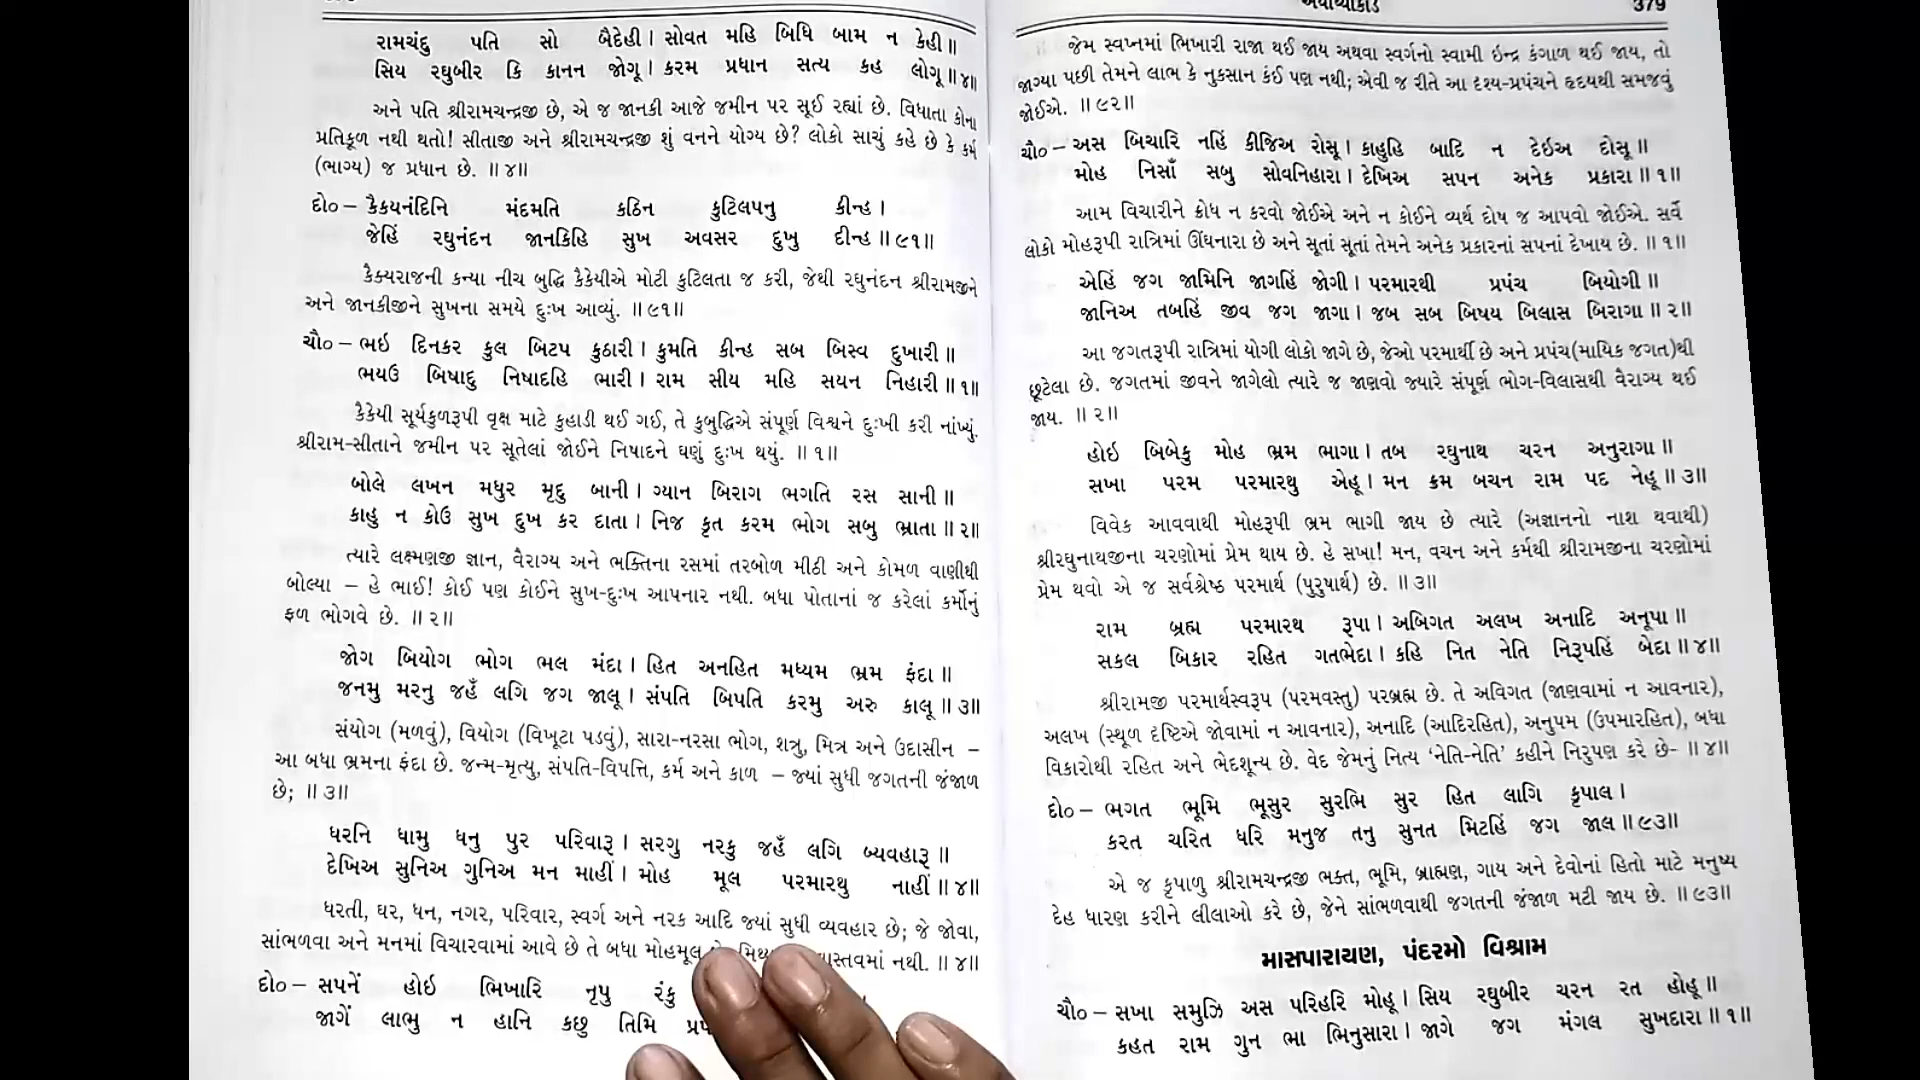 રામચંદુ પતિ સો બૈદેહી। સોવત મહિ બિધિ બામ ન કેહી॥
સિય રઘુબીર કિ કાનન જોગૂ। કરમ પ્રધાન સત્ય કહ લોગૂ॥૪॥
અને પતિ શ્રીરામચન્દ્રજી છે, એ જ જાનકી આજે જમીન પર સૂઈ રહ્યાં છે. વિધાતા કોના
પ્રતિકૂળ નથી થતો! સીતાજી અને શ્રીરામચન્દ્રજી શું વનને યોગ્ય છે? લોકો સાચું કહે છે કે કર્મ
(ભાગ્ય) જ પ્રધાન છે. ॥૪॥
દો૦– કૈકયનંદિનિ મંદમતિ કઠિન કુટિલપનુ કીન્હ।
જેહિં રઘુનંદન જાનકિહિ સુખ અવસર દુખુ દીન્હ॥૯૧॥
કૈકયરાજની કન્યા નીચ બુદ્ધિ કૈકેયીએ મોટી કુટિલતા જ કરી, જેથી રઘુનંદન શ્રીરામજીને
અને જાનકીજીને સુખના સમયે દુઃખ આવ્યું. ॥૯૧॥
ચૌ૦– ભઇ દિનકર કુલ બિટપ કુઠારી। કુમતિ કીન્હ સબ બિસ્વ દુખારી॥
ભયઉ બિષાદુ નિષાદહિ ભારી। રામ સીય મહિ સયન નિહારી॥૧॥
કૈકેયી સૂર્યકુળરૂપી વૃક્ષ માટે કુહાડી થઈ ગઈ, તે કુબુદ્ધિએ સંપૂર્ણ વિશ્વને દુઃખી કરી નાંખ્યું.
શ્રીરામ-સીતાને જમીન પર સૂતેલાં જોઈને નિષાદને ઘણું દુઃખ થયું. ॥૧॥
બોલે લખન મધુર મૃદુ બાની। ગ્યાન બિરાગ ભગતિ રસ સાની॥
કાહુ ન કોઉ સુખ દુખ કર દાતા। નિજ કૃત કરમ ભોગ સબુ ભ્રાતા॥૨॥
ત્યારે લક્ષ્મણજી જ્ઞાન, વૈરાગ્ય અને ભક્તિના રસમાં તરબોળ મીઠી અને કોમળ વાણીથી
બોલ્યા – હે ભાઈ! કોઈ પણ કોઈને સુખ-દુઃખ આપનાર નથી. બધા પોતાનાં જ કરેલાં કર્મોનું
ફળ ભોગવે છે. ॥૨॥
જોગ બિયોગ ભોગ ભલ મંદા। હિત અનહિત મધ્યમ ભ્રમ ફંદા॥
જનમુ મરનુ જહઁ લગિ જગ જાલૂ। સંપતિ બિપતિ કરમુ અરુ કાલૂ॥૩॥
સંયોગ (મળવું), વિયોગ (વિખૂટા પડવું), સારા-નરસા ભોગ, શત્રુ, મિત્ર અને ઉદાસીન –
આ બધા ભ્રમના ફંદા છે. જન્મ-મૃત્યુ, સંપતિ-વિપત્તિ, કર્મ અને કાળ – જ્યાં સુધી જગતની જંજાળ
છે; ॥૩॥
ધરનિ ધામુ ધનુ પુર પરિવારૂ। સરગુ નરકુ જહઁ લગિ બ્યવહારૂ॥
દેખિઅ સુનિઅ ગુનિઅ મન માહીં। મોહ મૂલ પરમારથુ નાહીં॥૪॥
ધરતી, ઘર, ધન, નગર, પરિવાર, સ્વર્ગ અને નરક આદિ જ્યાં સુધી વ્યવહાર છે; જે જોવા,
સાંભળવા અને મનમાં વિચારવામાં આવે છે તે બધા મોહમૂલ નથી. ॥૪॥
દો૦– સપનેં હોઇ ભિખારિ નૃપુ રંકુ
જાગેં લાભુ ન હાનિ કછુ તિમિ
અયોધ્યાકાંડ 379
જેમ સ્વપ્નમાં ભિખારી રાજા થઈ જાય અથવા સ્વર્ગનો સ્વામી ઇન્દ્ર કંગાળ થઈ જાય, તો
જાગ્યા પછી તેમને લાભ કે નુકસાન કંઈ પણ નથી; એવી જ રીતે આ દૃશ્ય-પ્રપંચને હૃદયથી સમજવું
જોઈએ. ॥૯૨॥
ચૌ૦– અસ બિચારિ નહિં કીજિઅ રોસૂ। કાહુહિ બાદિ ન દેઇઅ દોસૂ॥
મોહ નિસાઁ સબુ સોવનિહારા। દેખિઅ સપન અનેક પ્રકારા॥૧॥
આમ વિચારીને ક્રોધ ન કરવો જોઈએ અને ન કોઈને વ્યર્થ દોષ જ આપવો જોઈએ. સર્વે
લોકો મોહરૂપી રાત્રિમાં ઊંઘનારા છે અને સૂતાં સૂતાં તેમને અનેક પ્રકારનાં સપનાં દેખાય છે. ॥૧॥
એહિં જગ જામિનિ જાગહિં જોગી। પરમારથી પ્રપંચ બિયોગી॥
જાનિઅ તબહિં જીવ જગ જાગા। જબ સબ બિષય બિલાસ બિરાગા॥૨॥
આ જગતરૂપી રાત્રિમાં યોગી લોકો જાગે છે, જેઓ પરમાર્થી છે અને પ્રપંચ(માયિક જગત)થી
છૂટેલા છે. જગતમાં જીવને જાગેલો ત્યારે જ જાણવો જ્યારે સંપૂર્ણ ભોગ-વિલાસથી વૈરાગ્ય થઈ
જાય. ॥૨॥
હોઈ બિબેકુ મોહ ભ્રમ ભાગા। તબ રઘુનાથ ચરન અનુરાગા॥
સખા પરમ પરમારથુ એહૂ। મન ક્રમ બચન રામ પદ નેહૂ॥૩॥
વિવેક આવવાથી મોહરૂપી ભ્રમ ભાગી જાય છે ત્યારે (અજ્ઞાનનો નાશ થવાથી)
શ્રીરઘુનાથજીના ચરણોમાં પ્રેમ થાય છે. હે સખા! મન, વચન અને કર્મથી શ્રીરામજીના ચરણોમાં
પ્રેમ થવો એ જ સર્વશ્રેષ્ઠ પરમાર્થ (પુરુષાર્થ) છે. ॥૩॥
રામ બ્રહ્મ પરમારથ રૂપા। અબિગત અલખ અનાદિ અનૂપા॥
સકલ બિકાર રહિત ગતભેદા। કહિ નિત નેતિ નિરૂપહિં બેદા॥૪॥
શ્રીરામજી પરમાર્થસ્વરૂપ (પરમવસ્તુ) પરબ્રહ્મ છે. તે અવિગત (જાણવામાં ન આવનાર),
અલખ (સ્થૂળ દૃષ્ટિએ જોવામાં ન આવનાર), અનાદિ (આદિરહિત), અનુપમ (ઉપમારહિત), બધા
વિકારોથી રહિત અને ભેદશૂન્ય છે. વેદ જેમનું નિત્ય ‘નેતિ-નેતિ’ કહીને નિરુપણ કરે છે- ॥૪॥
દો૦– ભગત ભૂમિ ભૂસુર સુરભિ સુર હિત લાગિ કૃપાલ।
કરત ચરિત ધરિ મનુજ તનુ સુનત મિટહિં જગ જાલ॥૯૩॥
એ જ કૃપાળુ શ્રીરામચન્દ્રજી ભક્ત, ભૂમિ, બ્રાહ્મણ, ગાય અને દેવોનાં હિતો માટે મનુષ્ય
દેહ ધારણ કરીને લીલાઓ કરે છે, જેને સાંભળવાથી જગતની જંજાળ મટી જાય છે. ॥૯૩॥
માસપારાયણ, પંદરમો વિશ્રામ
ચૌ૦– સખા સમુઝિ અસ પરિહરિ મોહૂ। સિય રઘુબીર ચરન રત હોહૂ॥
કહત રામ ગુન ભા ભિનુસારા। જાગે જગ મંગલ સુખદારા॥૧॥